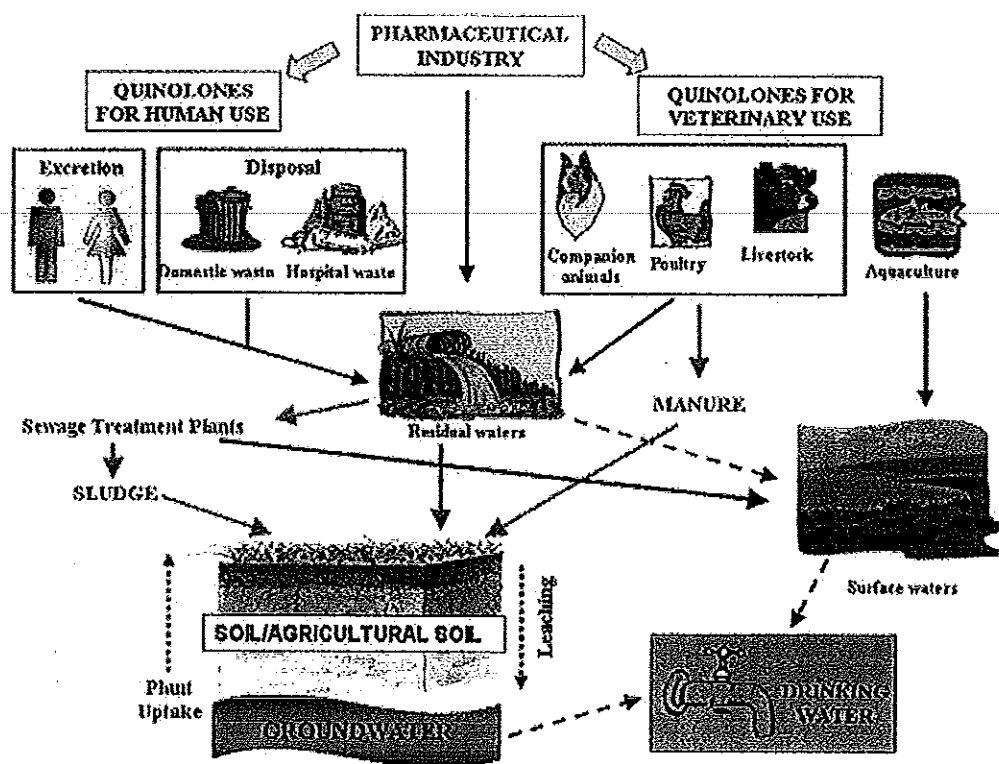 PHARMACEUTICAL
INDUSTRY
QUINOLONES
FOR HUMAN USE
QUINOLONES FOR
VETERINARY USE
Excretion
Disposal
Domestic waste
Hospital waste
Companion
animals
Poultry
Livestock
Aquaculture
Residual waters
MANURE
Sewage Treatment Plants
SLUDGE
Surface waters
SOIL/AGRICULTURAL SOIL
Leaching
Plant
Uptake
GROUNDWATER
DRINKING
WATER